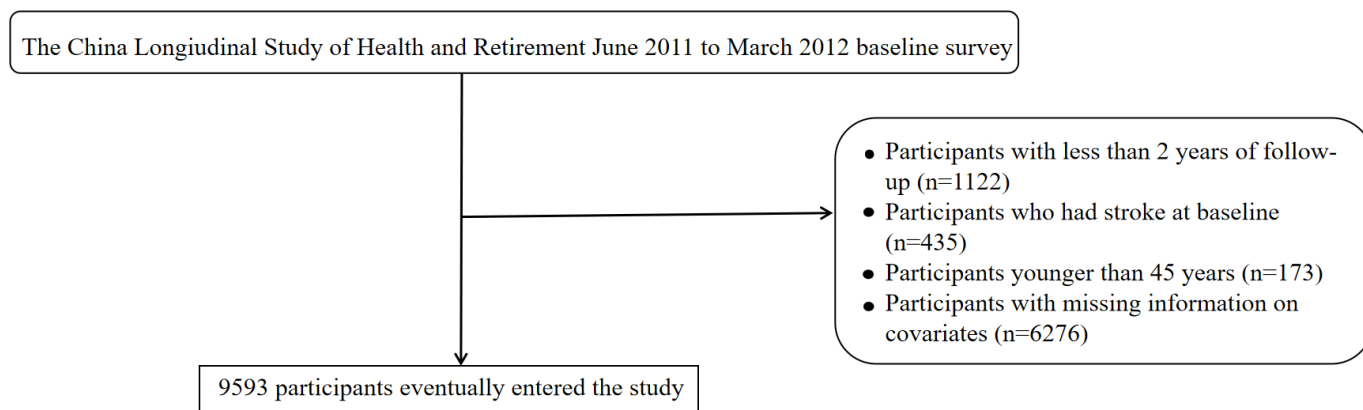 The China Longiudinal Study of Health and Retirement June 2011 to March 2012 baseline survey
● Participants with less than 2 years of follow-
up (n=1122)
● Participants who had stroke at baseline
(n=435)
● Participants younger than 45 years (n=173)
● Participants with missing information on
covariates (n=6276)
9593 participants eventually entered the study